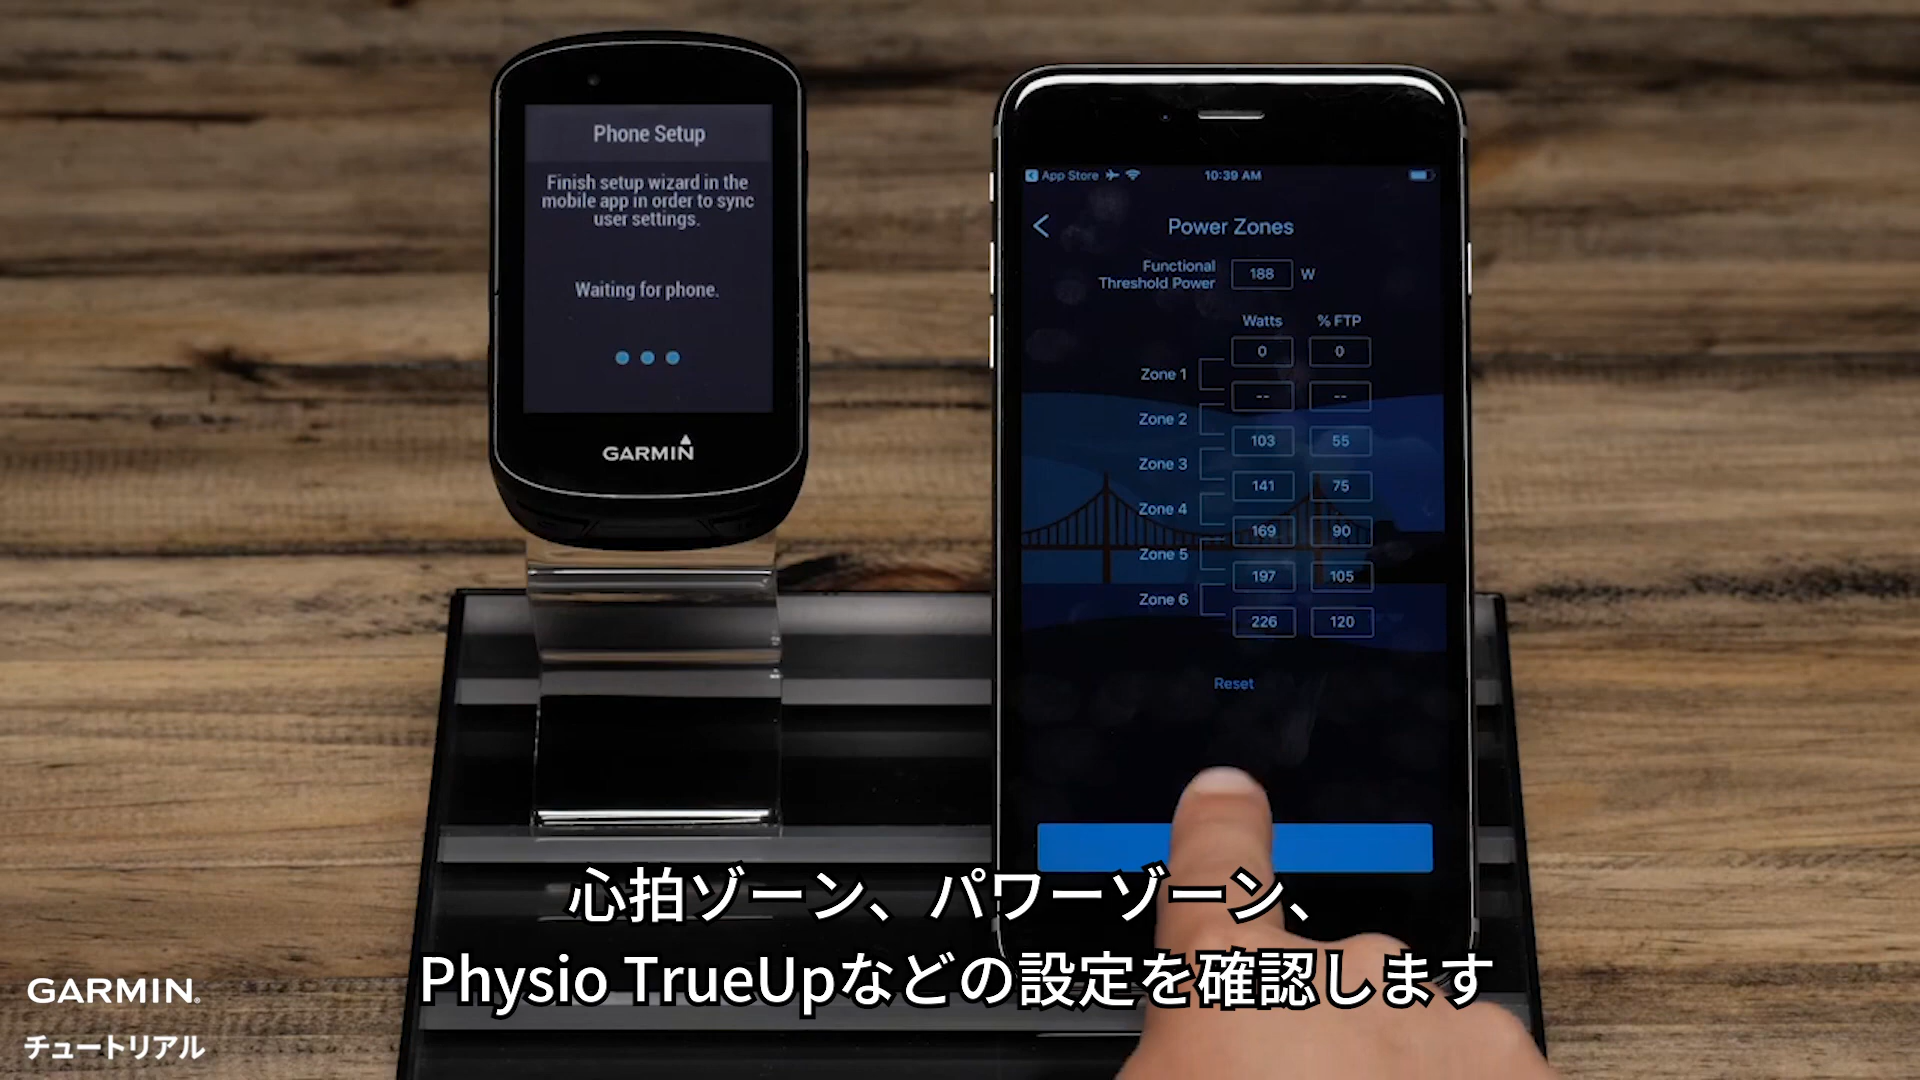 Phone Setup
Finish setup wizard in the
mobile app in order to sync
user settings.
Waiting for phone.
GARMIN
App Store
10:39 AM
Power Zones
Functional
Threshold Power 188 W
Watts % FTP
0 0
Zone 1
-- --
Zone 2
103 55
Zone 3
141 75
Zone 4
169 90
Zone 5
197 105
Zone 6
226 120
Reset
心拍ゾーン、パワーゾーン、
Physio TrueUpなどの設定を確認します
GARMIN.
チュートリアル